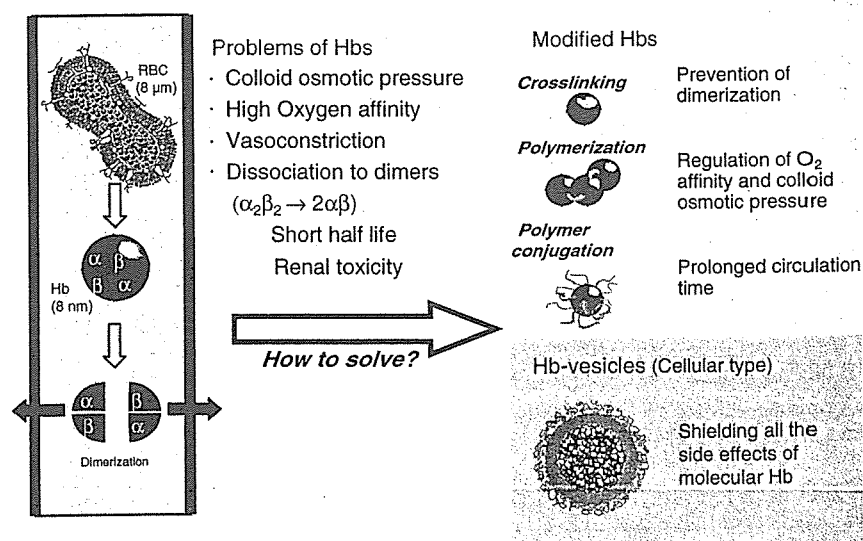 RBC
(8 μm)
α β
β α
Hb
(8 nm)
α β
β α
Dimerization
Problems of Hbs
· Colloid osmotic pressure
· High Oxygen affinity
· Vasoconstriction
· Dissociation to dimers
(α₂β₂ → 2αβ)
Short half life
Renal toxicity
How to solve?
Modified Hbs
Crosslinking
Prevention of
dimerization
Polymerization
Regulation of O₂
affinity and colloid
osmotic pressure
Polymer
conjugation
Prolonged circulation
time
Hb-vesicles (Cellular type)
Shielding all the
side effects of
molecular Hb